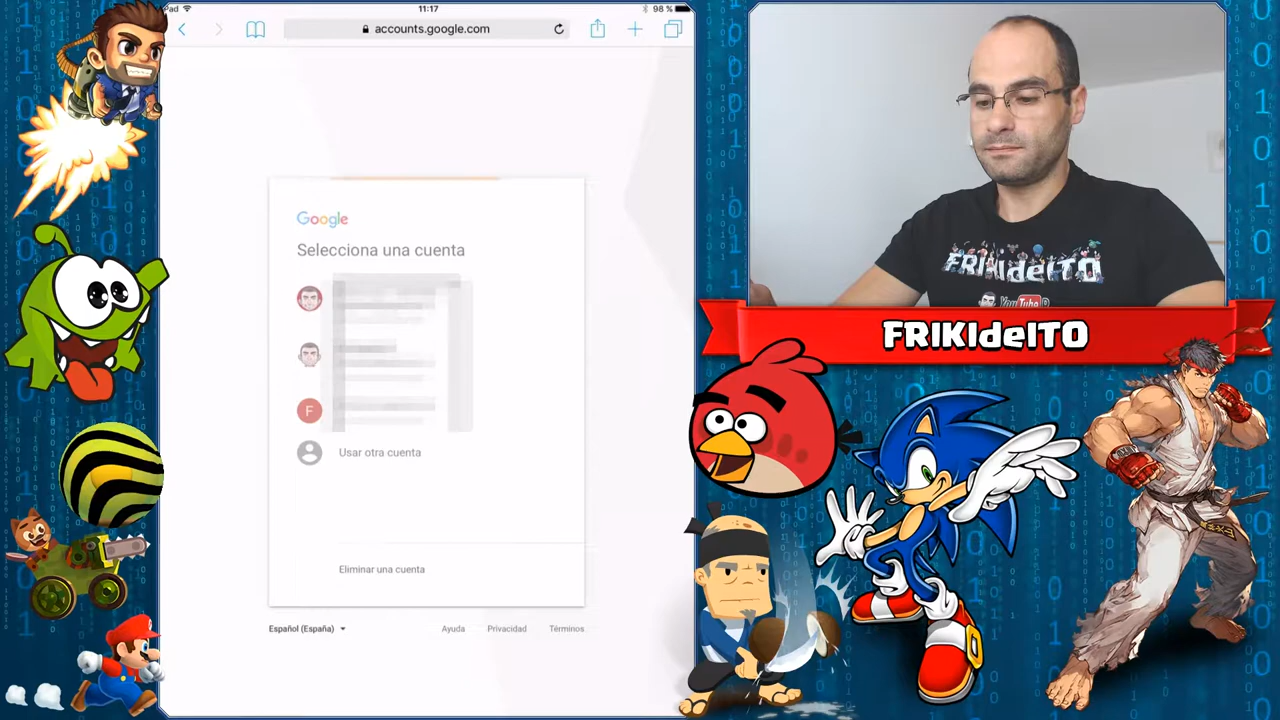 iPad 11:17 98 %
accounts.google.com
Google
Selecciona una cuenta
F
Usar otra cuenta
Eliminar una cuenta
Español (España) Ayuda Privacidad Términos
FRIKIdelTO
YouTube
FRIKIdelTO